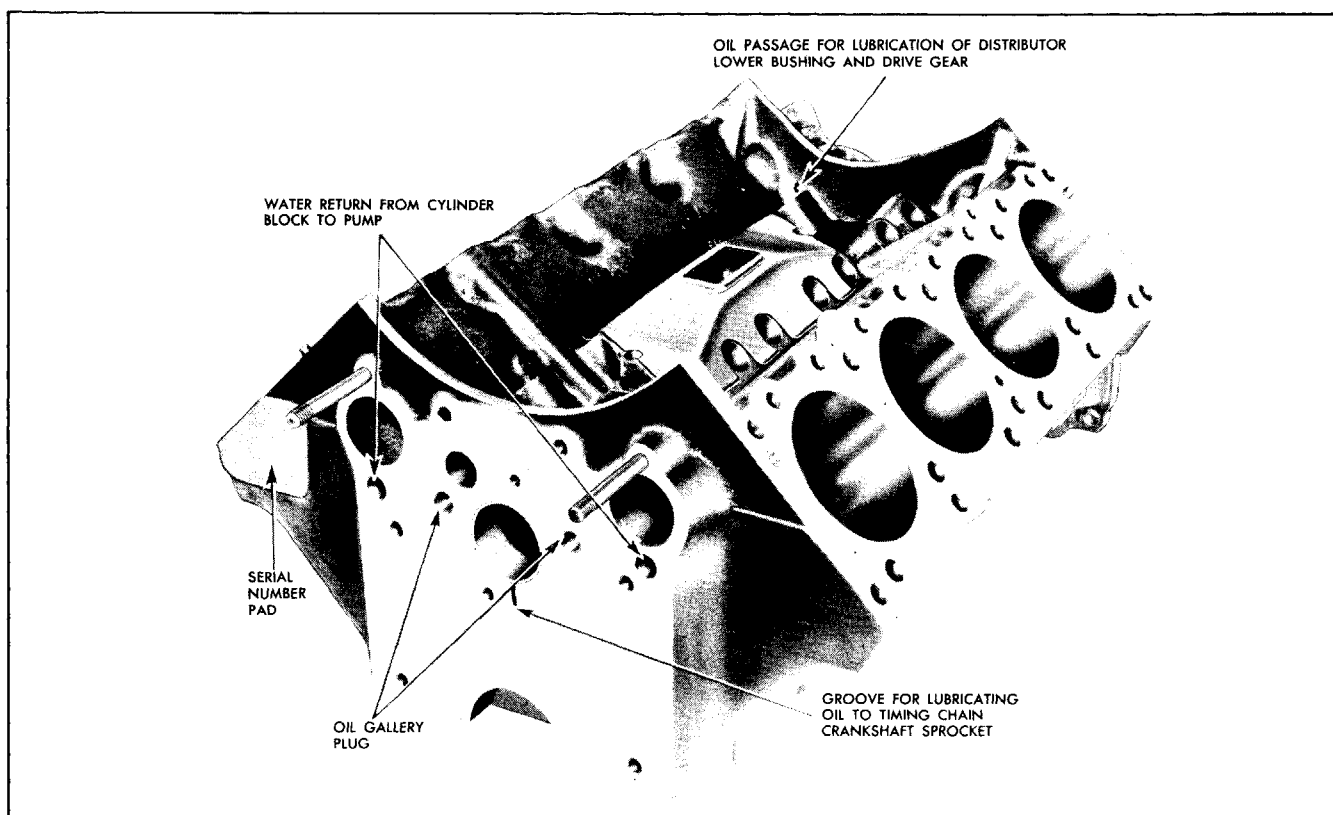 OIL PASSAGE FOR LUBRICATION OF DISTRIBUTOR
LOWER BUSHING AND DRIVE GEAR
WATER RETURN FROM CYLINDER
BLOCK TO PUMP
SERIAL
NUMBER
PAD
OIL GALLERY
PLUG
GROOVE FOR LUBRICATING
OIL TO TIMING CHAIN
CRANKSHAFT SPROCKET